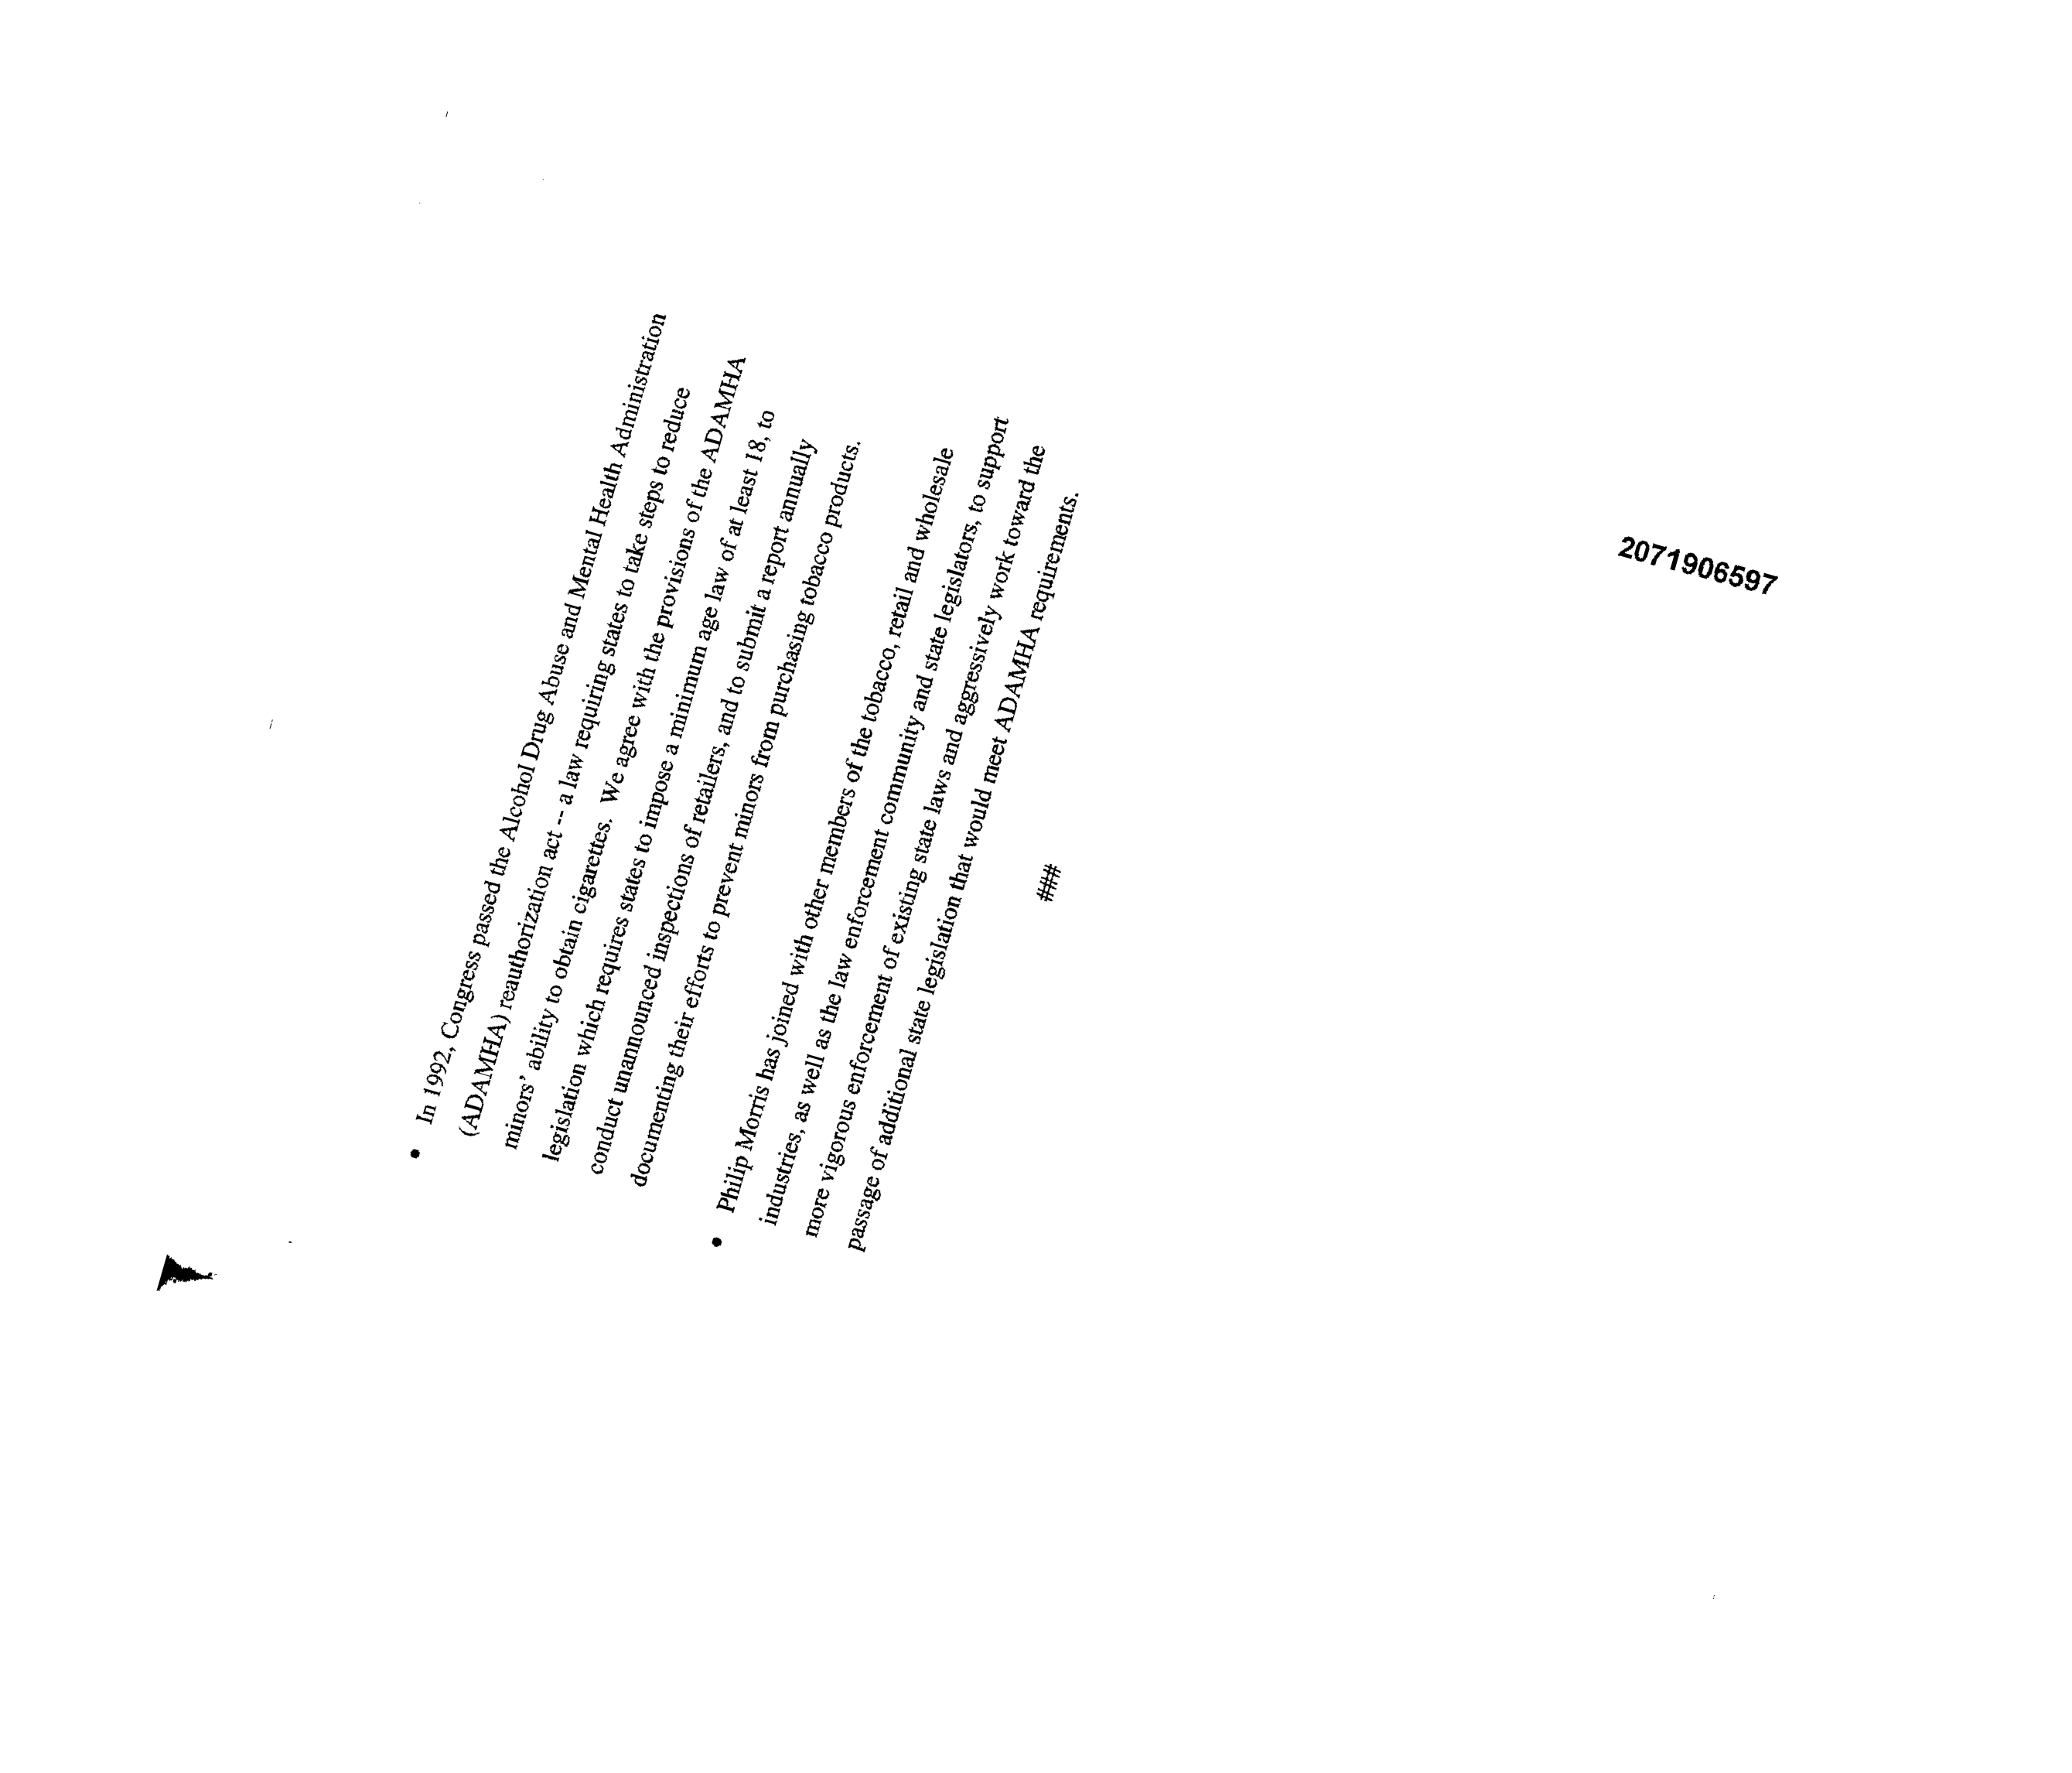 • In 1992, Congress passed the Alcohol Drug Abuse and Mental Health Administration
(ADAMHA) reauthorization act -- a law requiring states to take steps to reduce
minors' ability to obtain cigarettes. We agree with the provisions of the ADAMHA
legislation which requires states to impose a minimum age law of at least 18, to
conduct unannounced inspections of retailers, and to submit a report annually
documenting their efforts to prevent minors from purchasing tobacco products.
• Philip Morris has joined with other members of the tobacco, retail and wholesale
industries, as well as the law enforcement community and state legislators, to support
more vigorous enforcement of existing state laws and aggressively work toward the
passage of additional state legislation that would meet ADAMHA requirements.
###
2071906597